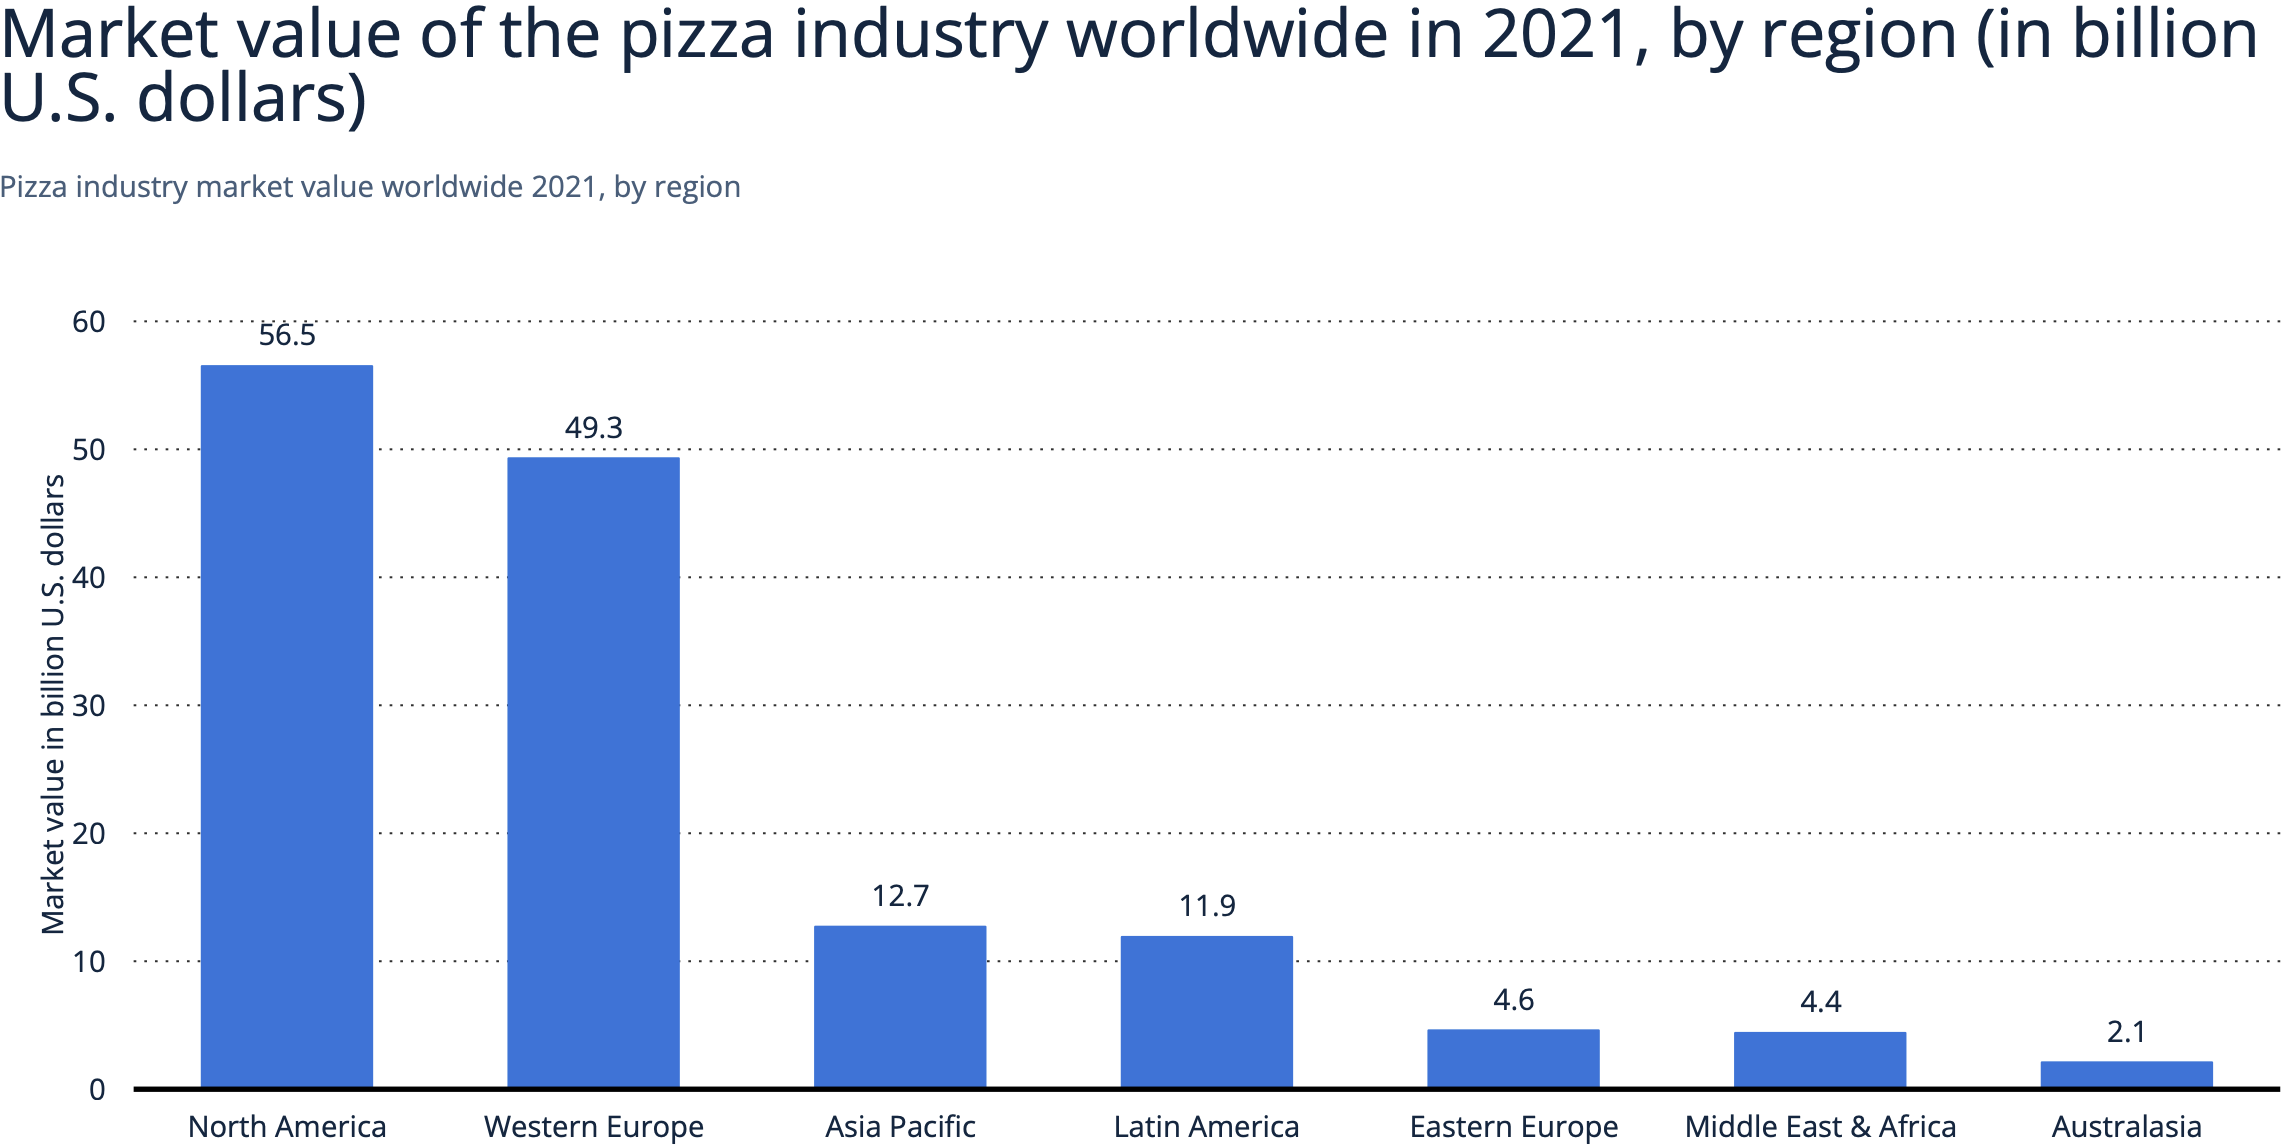 Market value of the pizza industry worldwide in 2021, by region (in billion
U.S. dollars)
Pizza industry market value worldwide 2021, by region
Market value in billion U.S. dollars
60
50
40
30
20
10
0
56.5
49.3
12.7
11.9
4.6
4.4
2.1
North America
Western Europe
Asia Pacific
Latin America
Eastern Europe
Middle East & Africa
Australasia